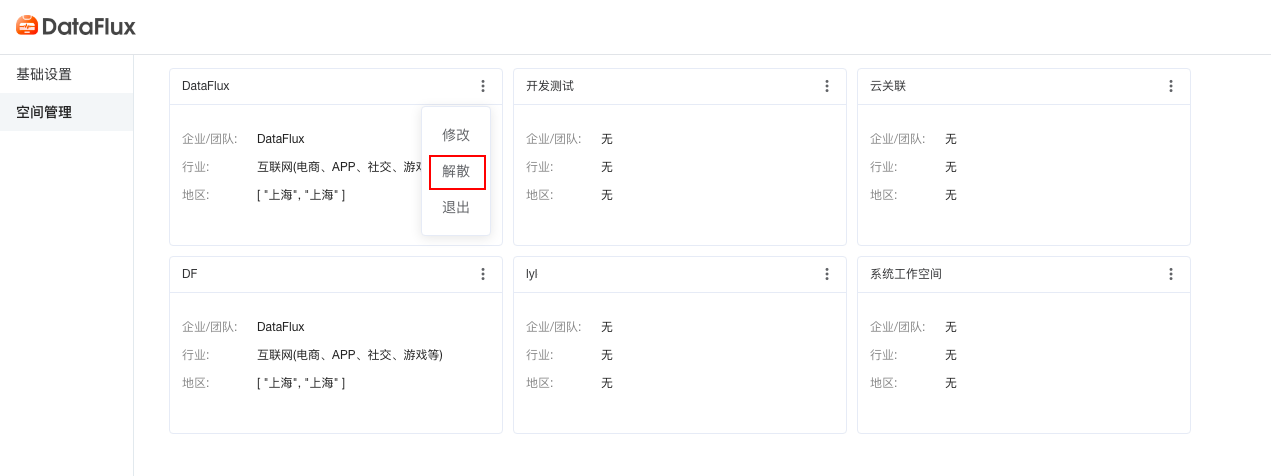 DataFlux
基础设置
空间管理
DataFlux
企业/团队: DataFlux
行业: 互联网(电商、APP、社交、游戏
地区: [ "上海", "上海" ]
修改
解散
退出
开发测试
企业/团队: 无
行业: 无
地区: 无
云关联
企业/团队: 无
行业: 无
地区: 无
DF
企业/团队: DataFlux
行业: 互联网(电商、APP、社交、游戏等)
地区: [ "上海", "上海" ]
lyl
企业/团队: 无
行业: 无
地区: 无
系统工作空间
企业/团队: 无
行业: 无
地区: 无